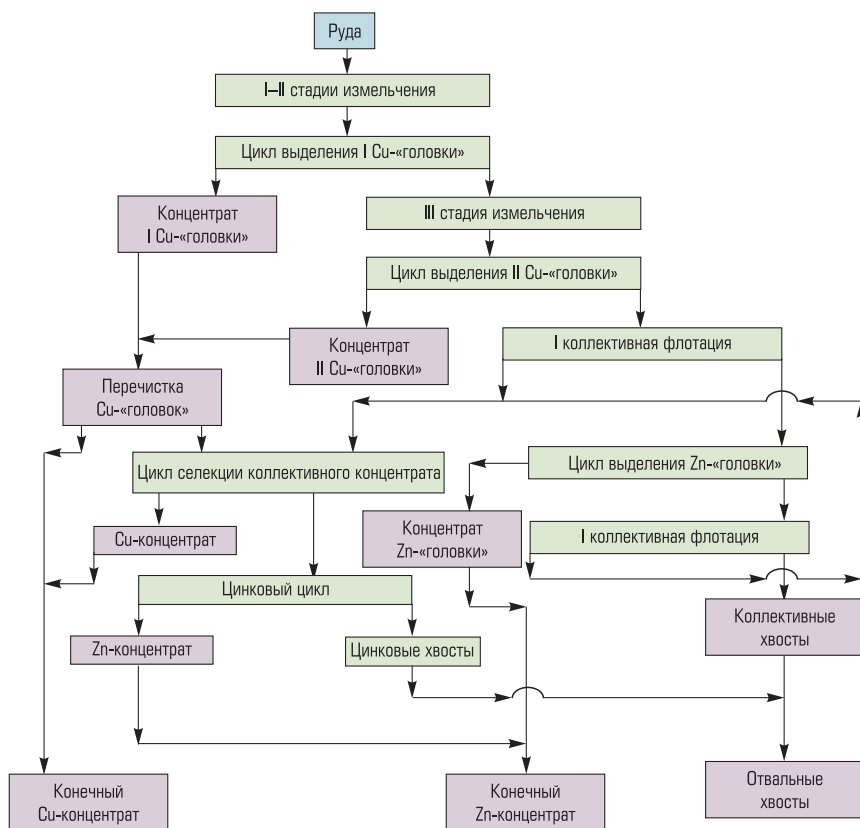 Руда
I–II стадии измельчения
Цикл выделения I Cu-«головки»
Концентрат
I Cu-«головки»
III стадия измельчения
Цикл выделения II Cu-«головки»
Концентрат
II Cu-«головки»
I коллективная флотация
Перечистка
Cu-«головок»
Цикл селекции коллективного концентрата
Цикл выделения Zn-«головки»
Cu-концентрат
Концентрат
Zn-«головки»
I коллективная флотация
Цинковый цикл
Коллективные
хвосты
Zn-концентрат
Цинковые хвосты
Конечный
Cu-концентрат
Конечный
Zn-концентрат
Отвальные
хвосты